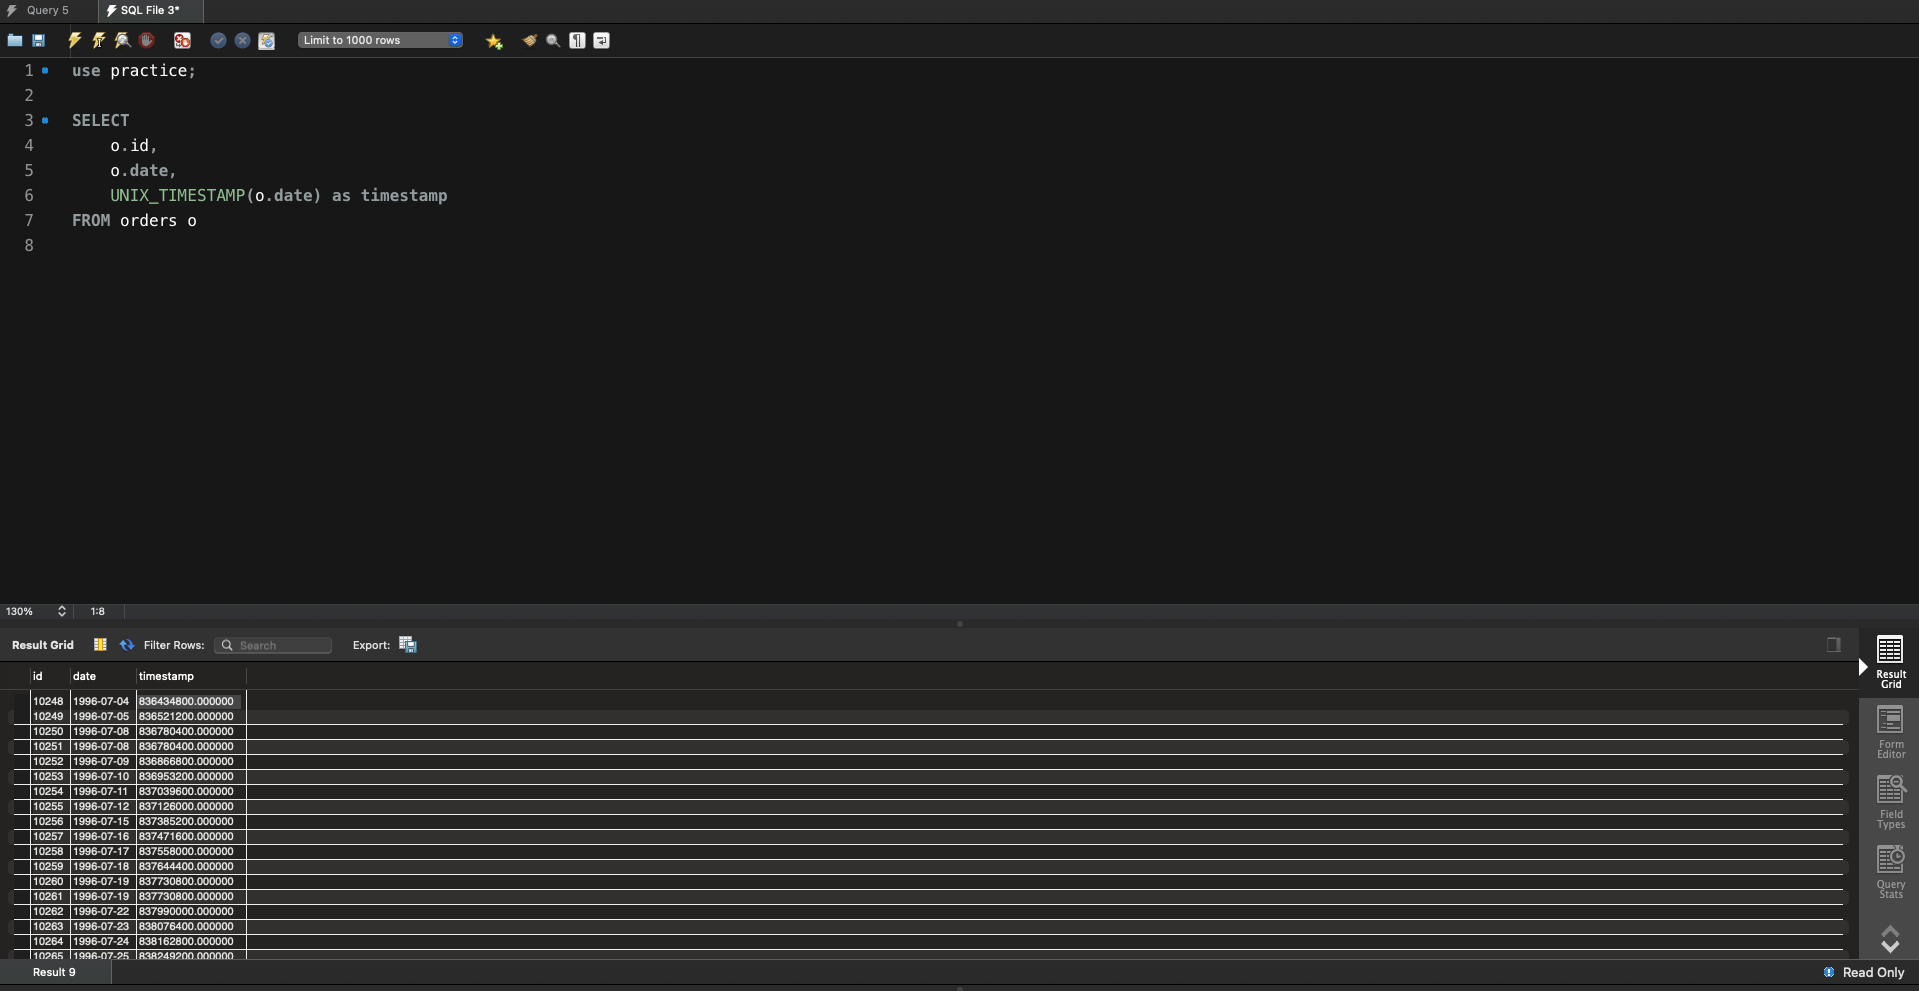 Query 5
SQL File 3*
Limit to 1000 rows
1 use practice;
2
3 SELECT
4 o.id,
5 o.date,
6 UNIX_TIMESTAMP(o.date) as timestamp
7 FROM orders o
8
130% 1:8
Result Grid Filter Rows: Search Export:
id date timestamp
10248 1996-07-04 836434800.000000
10249 1996-07-05 836521200.000000
10250 1996-07-08 836780400.000000
10251 1996-07-08 836780400.000000
10252 1996-07-09 836866800.000000
10253 1996-07-10 836953200.000000
10254 1996-07-11 837039600.000000
10255 1996-07-12 837126000.000000
10256 1996-07-15 837385200.000000
10257 1996-07-16 837471600.000000
10258 1996-07-17 837558000.000000
10259 1996-07-18 837644400.000000
10260 1996-07-19 837730800.000000
10261 1996-07-19 837730800.000000
10262 1996-07-22 837990000.000000
10263 1996-07-23 838076400.000000
10264 1996-07-24 838162800.000000
10265 1996-07-25 838249200.000000
Result
Grid
Form
Editor
Field
Types
Query
Stats
Result 9
Read Only